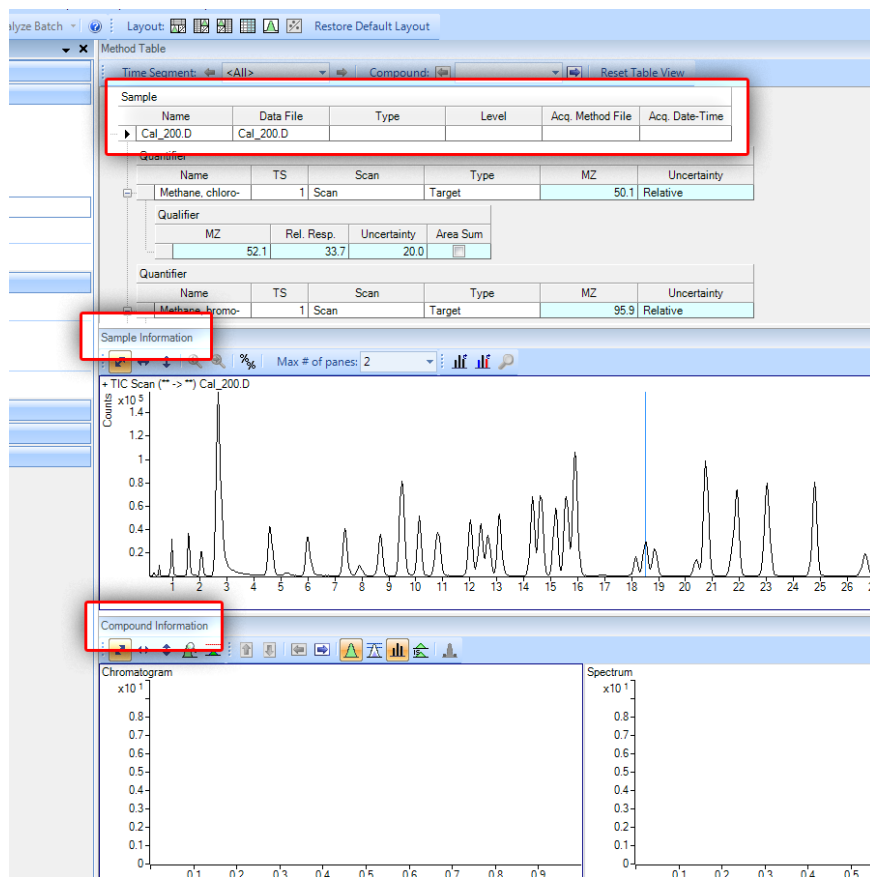 alyze Batch Layout: Restore Default Layout
Method Table
Time Segment: <All> Compound: Reset Table View
Sample
Name Data File Type Level Acq. Method File Acq. Date-Time
Cal_200.D Cal_200.D
Quantifier
Name TS Scan Type MZ Uncertainty
Methane, chloro- 1 Scan Target 50.1 Relative
Qualifier
MZ Rel. Resp. Uncertainty Area Sum
52.1 33.7 20.0
Quantifier
Name TS Scan Type MZ Uncertainty
Methane, bromo- 1 Scan Target 95.9 Relative
Sample Information
Max # of panes: 2
+ TIC Scan (** -> **) Cal_200.D
Counts
x10 5
1.4
1.2
1
0.8
0.6
0.4
0.2
1 2 3 4 5 6 7 8 9 10 11 12 13 14 15 16 17 18 19 20 21 22 23 24 25 26
Compound Information
Chromatogram Spectrum
x10 1 x10 1
0.8 0.8
0.7 0.7
0.6 0.6
0.5 0.5
0.4 0.4
0.3 0.3
0.2 0.2
0.1 0.1
0 0
0.1 0.2 0.3 0.4 0.5 0.6 0.7 0.8 0.9 0.1 0.2 0.3 0.4 0.5